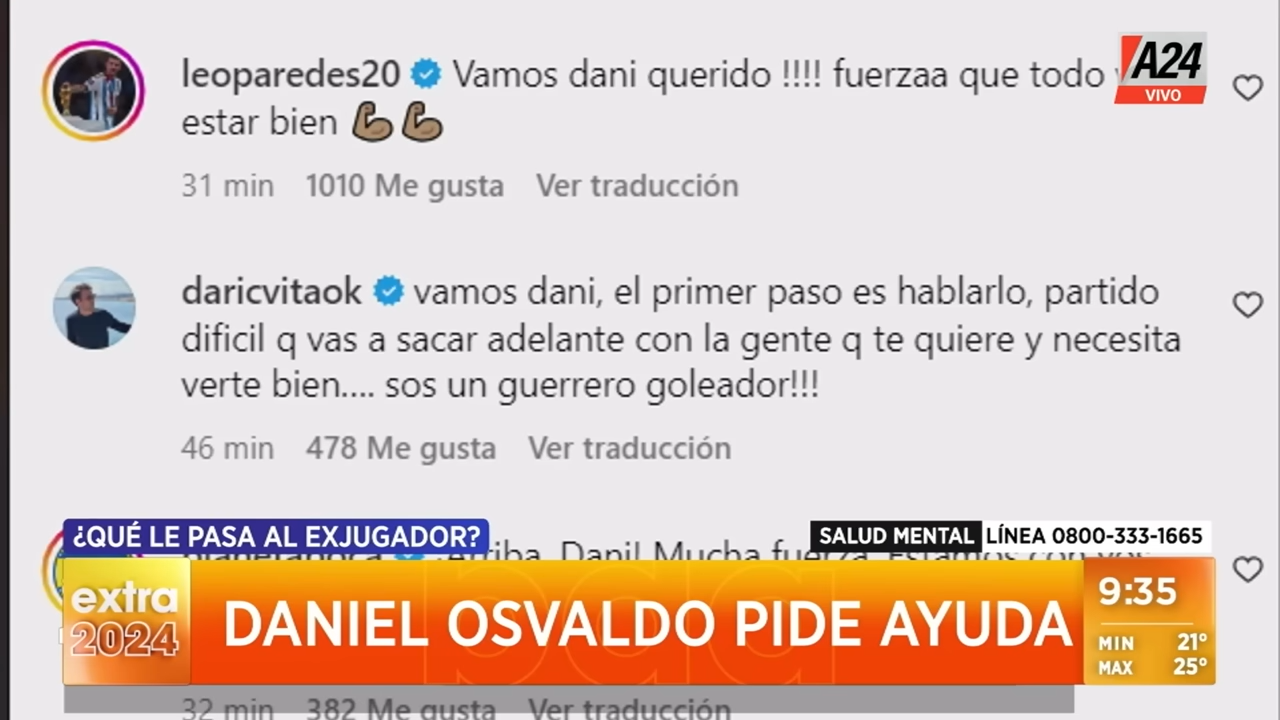 leoparedes20 Vamos dani querido !!!! fuerzaa que todo
estar bien
31 min 1010 Me gusta Ver traducción
A24
VIVO
daricvitaok vamos dani, el primer paso es hablarlo, partido
dificil q vas a sacar adelante con la gente q te quiere y necesita
verte bien.... sos un guerrero goleador!!!
46 min 478 Me gusta Ver traducción
¿QUÉ LE PASA AL EXJUGADOR?
SALUD MENTAL LÍNEA 0800-333-1665
Dani! Mucha fuerza
extra
2024
DANIEL OSVALDO PIDE AYUDA
9:35
MIN 21°
MAX 25°
32 min 382 Me gusta Ver traducción